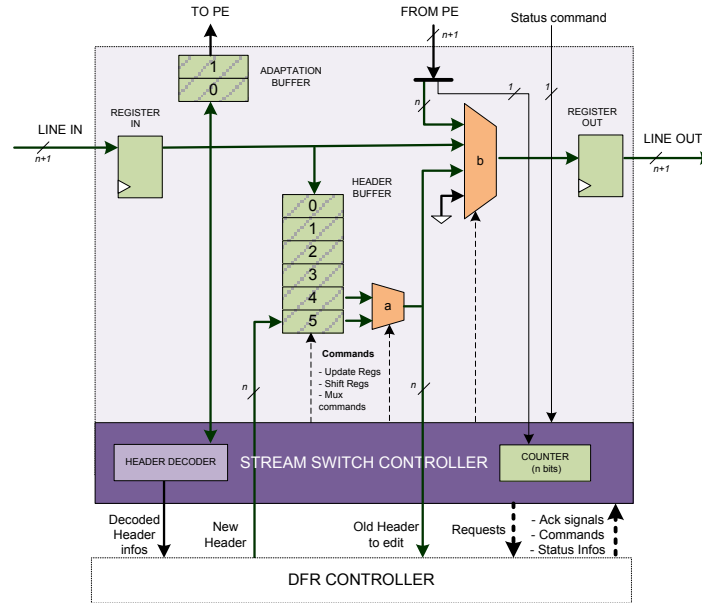 TO PE
FROM PE
Status command
n+1
1
0
ADAPTATION
BUFFER
n
1
1
REGISTER
IN
REGISTER
OUT
LINE IN
n+1
LINE OUT
n+1
b
HEADER
BUFFER
0
1
2
3
4
5
a
Commands
- Update Regs
- Shift Regs
- Mux
commands
n
n
HEADER DECODER
STREAM SWITCH CONTROLLER
COUNTER
(n bits)
Decoded
Header
infos
New
Header
Old Header
to edit
Requests
- Ack signals
- Commands
- Status Infos
DFR CONTROLLER